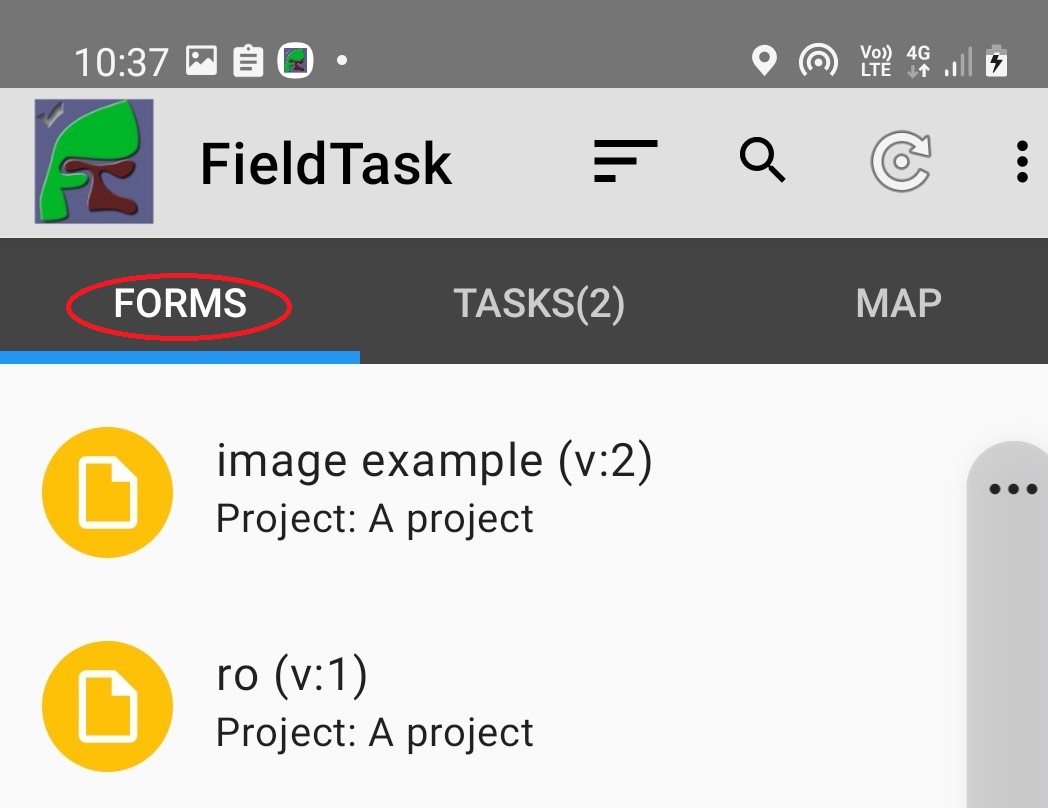 10:37 Vo)) LTE 4G
FieldTask
FORMS TASKS(2) MAP
image example (v:2)
Project: A project
ro (v:1)
Project: A project